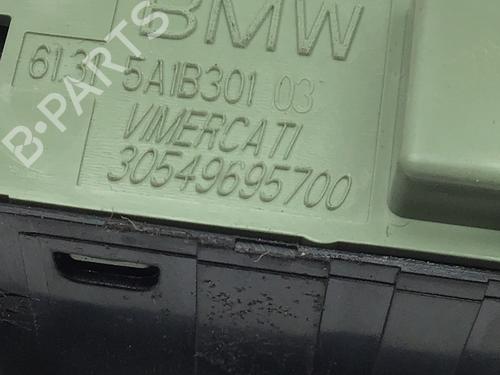 BMW
61.31 5A1B301 03
VIMERCATI
30549695700
B-PARTS